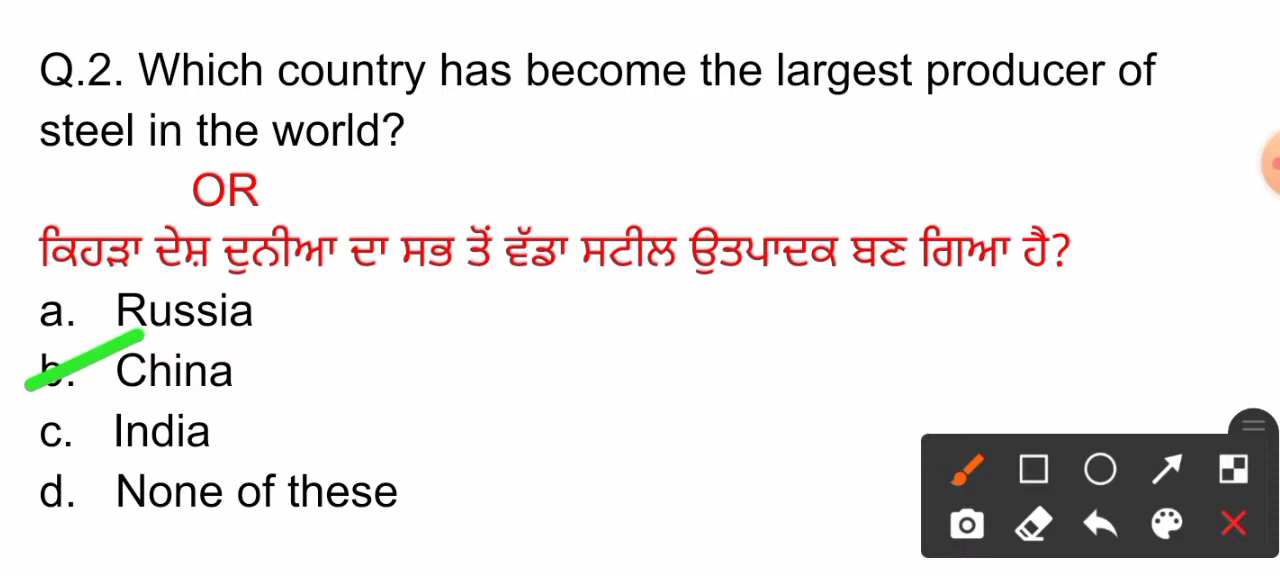 Q.2. Which country has become the largest producer of
steel in the world?
OR
ਕਿਹੜਾ ਦੇਸ਼ ਦੁਨੀਆ ਦਾ ਸਭ ਤੋਂ ਵੱਡਾ ਸਟੀਲ ਉਤਪਾਦਕ ਬਣ ਗਿਆ ਹੈ?
a. Russia
b. China
c. India
d. None of these